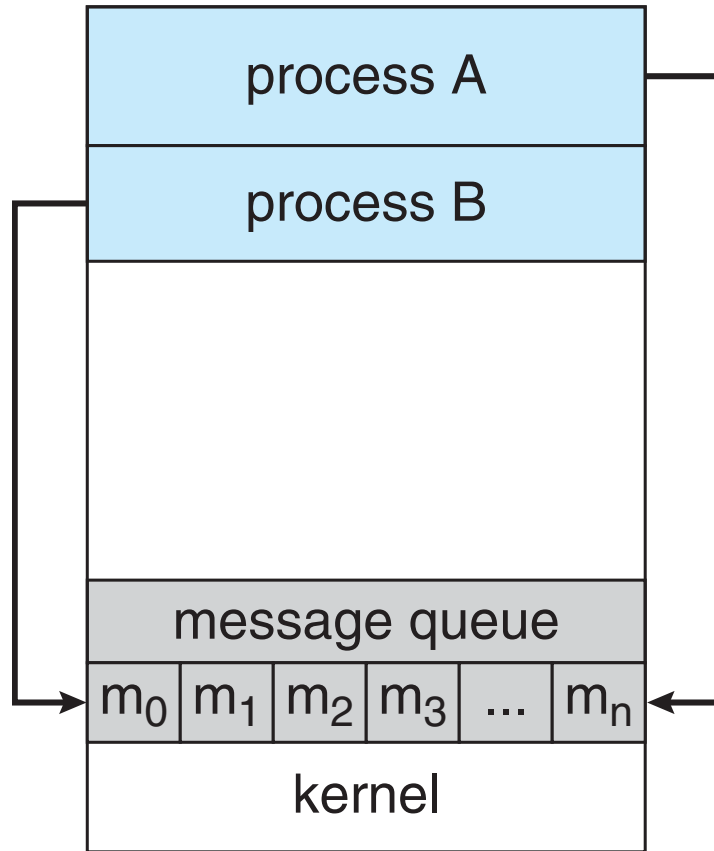 process A
process B
message queue
m₀ m₁ m₂ m₃ ... mₙ
kernel